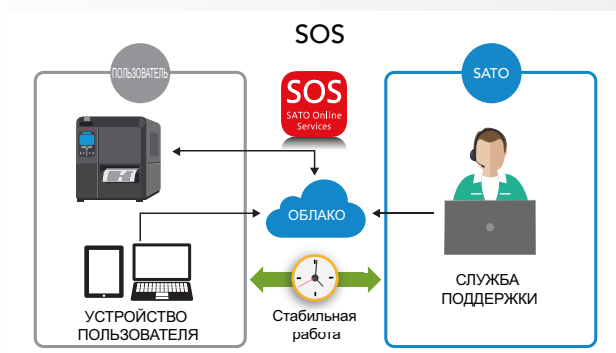 SOS
ПОЛЬЗОВАТЕЛЬ
SATO
SOS
SATO Online
Services
ОБЛАКО
УСТРОЙСТВО
ПОЛЬЗОВАТЕЛЯ
Стабильная
работа
СЛУЖБА
ПОДДЕРЖКИ